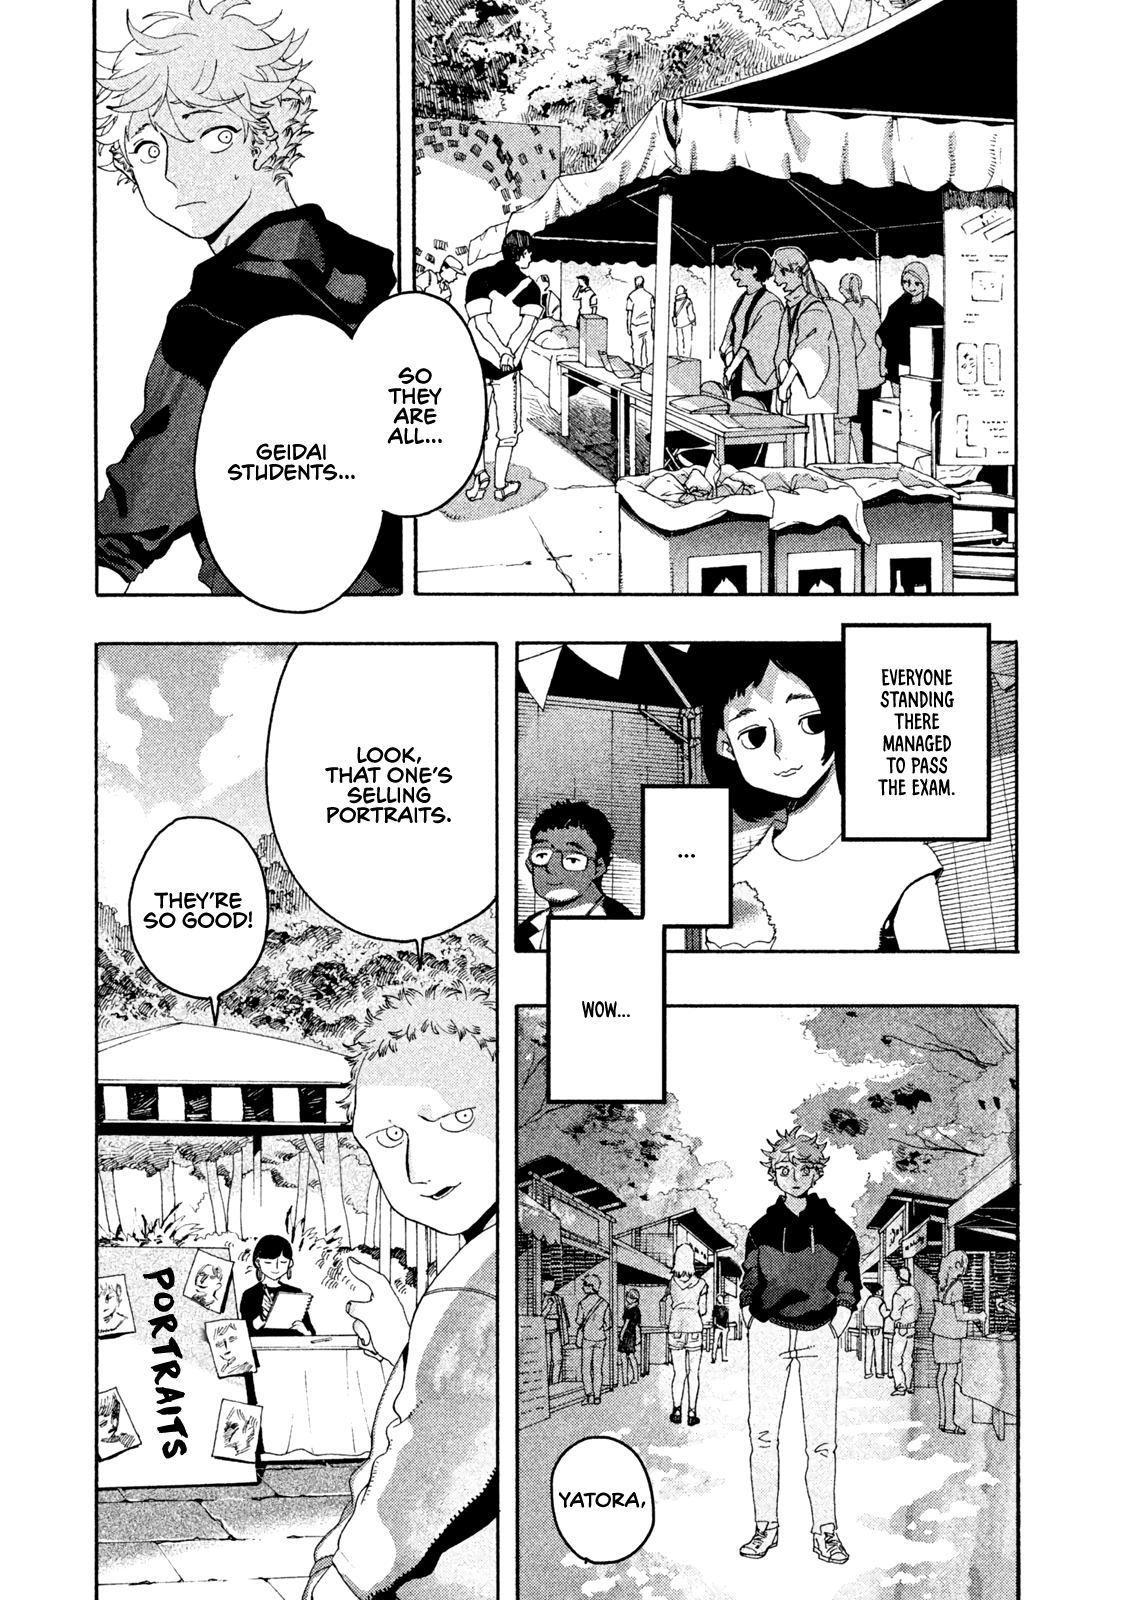 SO
THEY
ARE
ALL...
GEIDAI
STUDENTS...
EVERYONE
STANDING
THERE
MANAGED
TO PASS
THE EXAM.
...
WOW...
LOOK,
THAT ONE'S
SELLING
PORTRAITS.
THEY'RE
SO GOOD!
PORTRAITS
YATORA,